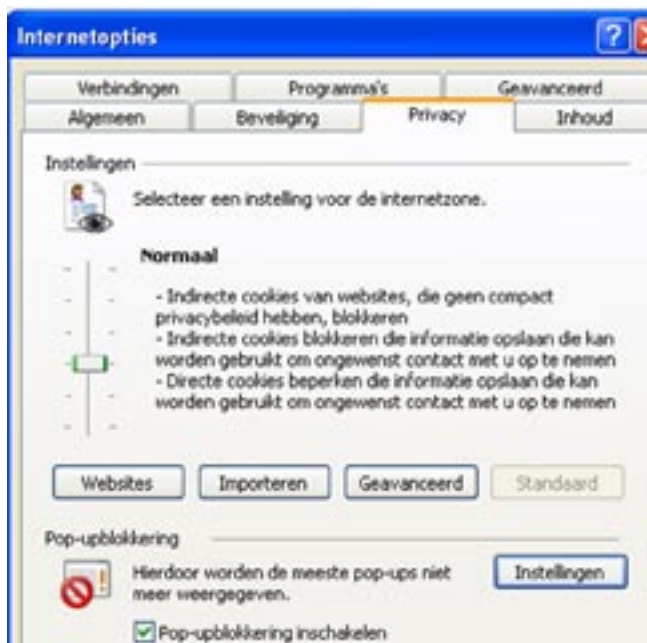 Internetopties
Verbindingen Programma's Geavanceerd
Algemeen Beveiliging Privacy Inhoud
Instellingen
Selecteer een instelling voor de internetzone.
Normaal
- Indirecte cookies van websites, die geen compact
privacybeleid hebben, blokkeren
- Indirecte cookies blokkeren die informatie opslaan die kan
worden gebruikt om ongewenst contact met u op te nemen
- Directe cookies beperken die informatie opslaan die kan
worden gebruikt om ongewenst contact met u op te nemen
Websites Importeren Geavanceerd Standaard
Pop-upblokkering
Hierdoor worden de meeste pop-ups niet
meer weergegeven.
Instellingen
Pop-upblokkering inschakelen